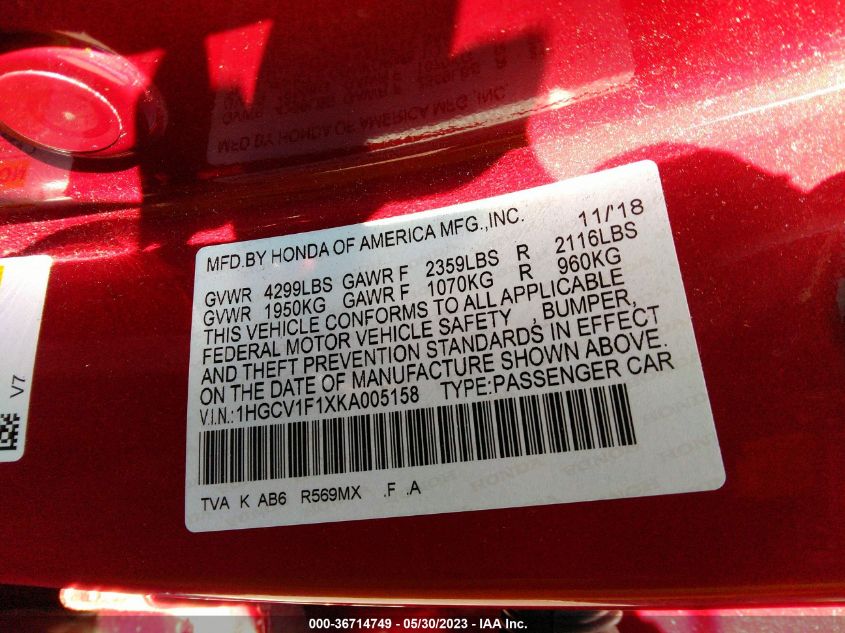 MFD.BY HONDA OF AMERICA MFG.,INC. 11/'18
GVWR 4299LBS GAWR F 2359LBS R 2116LBS
GVWR 1950KG GAWR F 1070KG R 960KG
THIS VEHICLE CONFORMS TO ALL APPLICABLE
FEDERAL MOTOR VEHICLE SAFETY , BUMPER,
AND THEFT PREVENTION STANDARDS IN EFFECT
ON THE DATE OF MANUFACTURE SHOWN ABOVE.
V.I.N.:1HGCV1F1XKA005158 TYPE:PASSENGER CAR
TVA K AB6 R569MX .F .A
V7
000-36714749 - 05/30/2023 - IAA Inc.